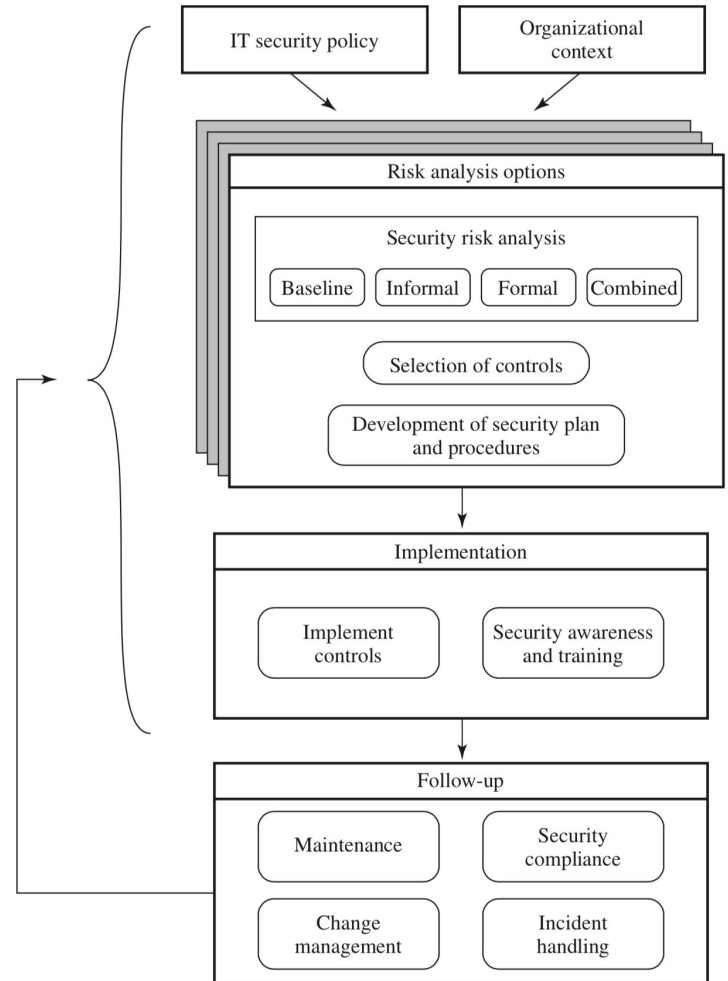 IT security policy
Organizational
context
Risk analysis options
Security risk analysis
Baseline
Informal
Formal
Combined
Selection of controls
Development of security plan
and procedures
Implementation
Implement
controls
Security awareness
and training
Follow-up
Maintenance
Security
compliance
Change
management
Incident
handling